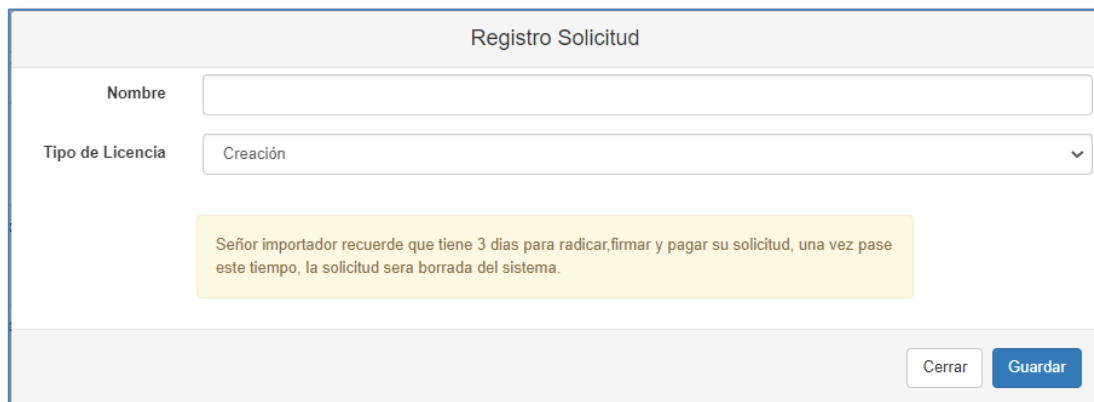 Registro Solicitud
Nombre
Tipo de Licencia
Creación
Señor importador recuerde que tiene 3 dias para radicar,firmar y pagar su solicitud, una vez pase
este tiempo, la solicitud sera borrada del sistema.
Cerrar
Guardar